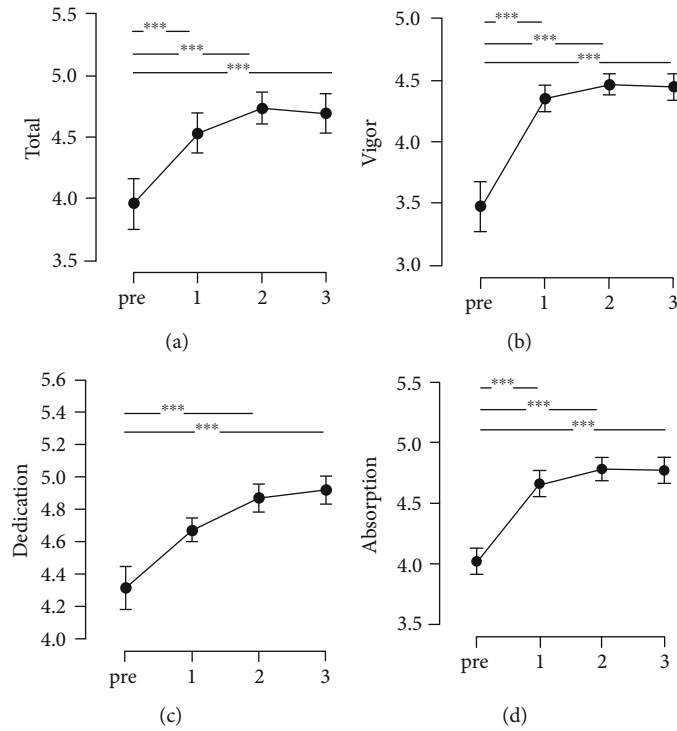 Total
5.5
5.0
4.5
4.0
3.5
***
***
***
pre 1 2 3
(a)
Vigor
5.0
4.5
4.0
3.5
3.0
***
***
***
pre 1 2 3
(b)
Dedication
5.6
5.4
5.2
5.0
4.8
4.6
4.4
4.2
4.0
***
***
pre 1 2 3
(c)
Absorption
5.5
5.0
4.5
4.0
3.5
***
***
***
pre 1 2 3
(d)